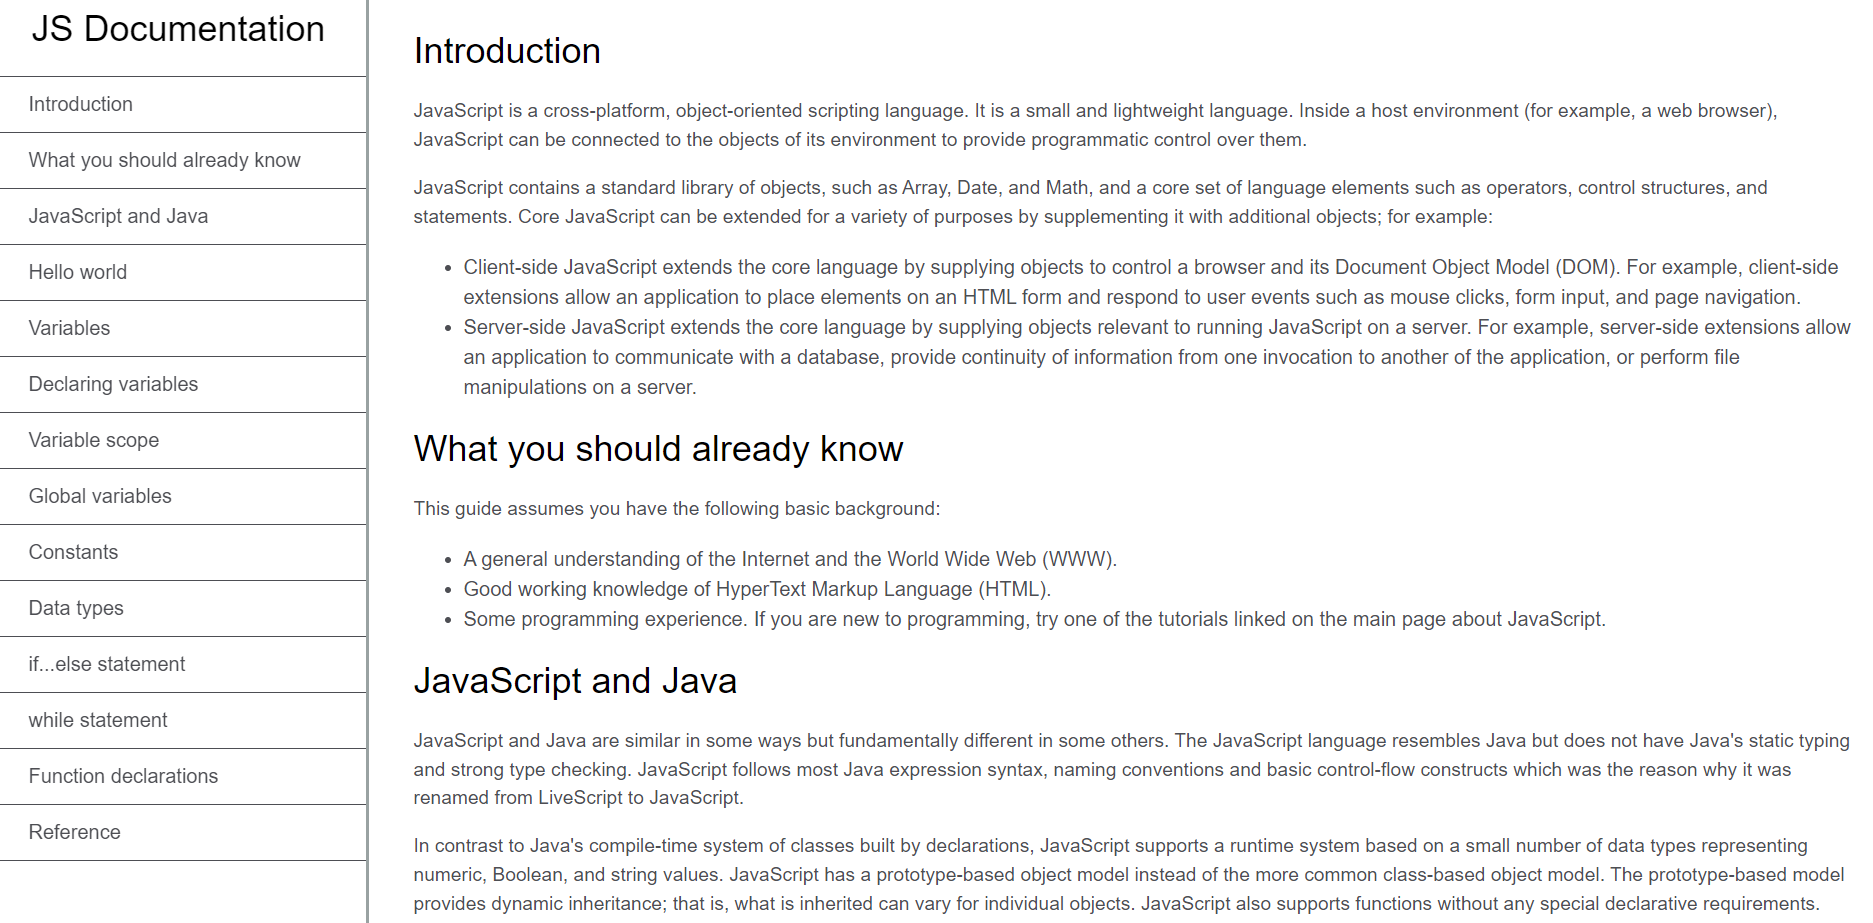 JS Documentation
Introduction
What you should already know
JavaScript and Java
Hello world
Variables
Declaring variables
Variable scope
Global variables
Constants
Data types
if...else statement
while statement
Function declarations
Reference
Introduction
JavaScript is a cross-platform, object-oriented scripting language. It is a small and lightweight language. Inside a host environment (for example, a web browser),
JavaScript can be connected to the objects of its environment to provide programmatic control over them.
JavaScript contains a standard library of objects, such as Array, Date, and Math, and a core set of language elements such as operators, control structures, and
statements. Core JavaScript can be extended for a variety of purposes by supplementing it with additional objects; for example:
• Client-side JavaScript extends the core language by supplying objects to control a browser and its Document Object Model (DOM). For example, client-side
extensions allow an application to place elements on an HTML form and respond to user events such as mouse clicks, form input, and page navigation.
• Server-side JavaScript extends the core language by supplying objects relevant to running JavaScript on a server. For example, server-side extensions allow
an application to communicate with a database, provide continuity of information from one invocation to another of the application, or perform file
manipulations on a server.
What you should already know
This guide assumes you have the following basic background:
• A general understanding of the Internet and the World Wide Web (WWW).
• Good working knowledge of HyperText Markup Language (HTML).
• Some programming experience. If you are new to programming, try one of the tutorials linked on the main page about JavaScript.
JavaScript and Java
JavaScript and Java are similar in some ways but fundamentally different in some others. The JavaScript language resembles Java but does not have Java's static typing
and strong type checking. JavaScript follows most Java expression syntax, naming conventions and basic control-flow constructs which was the reason why it was
renamed from LiveScript to JavaScript.
In contrast to Java's compile-time system of classes built by declarations, JavaScript supports a runtime system based on a small number of data types representing
numeric, Boolean, and string values. JavaScript has a prototype-based object model instead of the more common class-based object model. The prototype-based model
provides dynamic inheritance; that is, what is inherited can vary for individual objects. JavaScript also supports functions without any special declarative requirements.